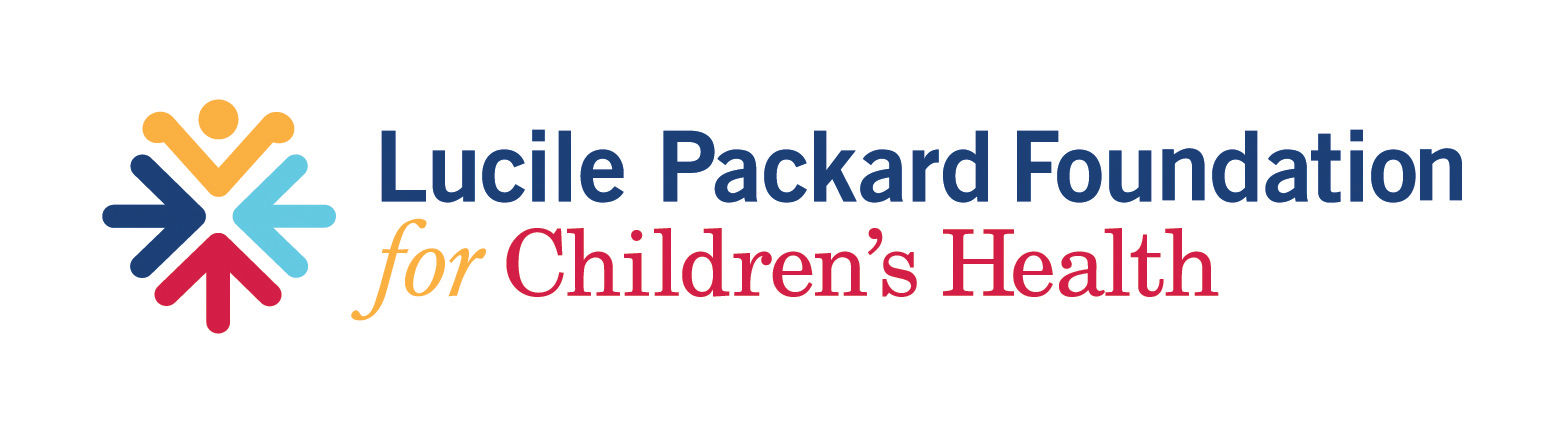 Lucile Packard Foundation
for Children’s Health